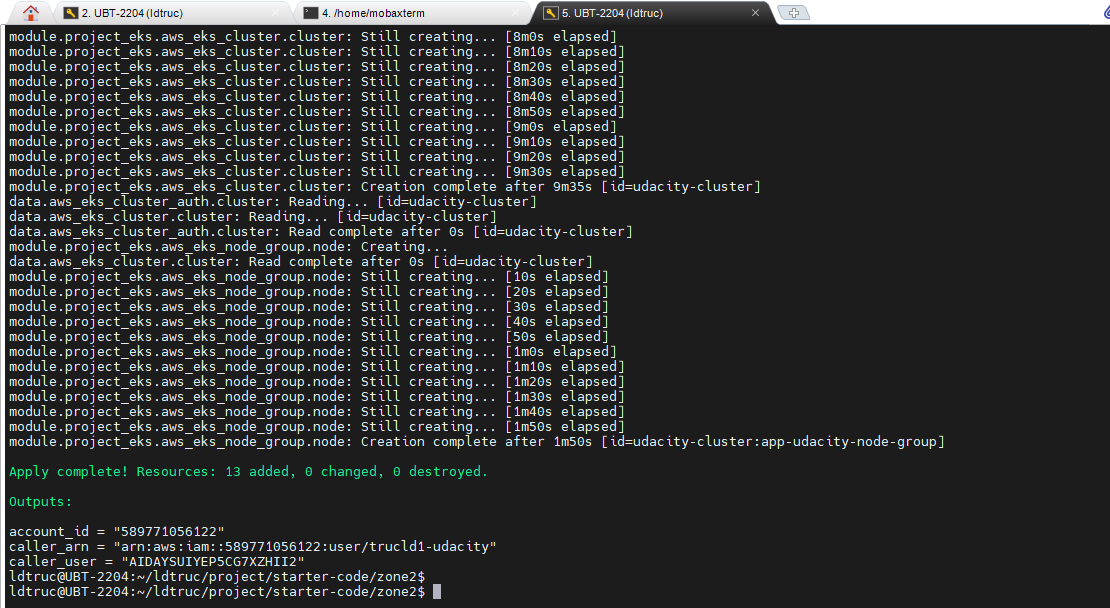 2. UBT-2204 (ldtruc)
4. /home/mobaxterm
5. UBT-2204 (ldtruc)
module.project_eks.aws_eks_cluster.cluster: Still creating... [8m0s elapsed]
module.project_eks.aws_eks_cluster.cluster: Still creating... [8m10s elapsed]
module.project_eks.aws_eks_cluster.cluster: Still creating... [8m20s elapsed]
module.project_eks.aws_eks_cluster.cluster: Still creating... [8m30s elapsed]
module.project_eks.aws_eks_cluster.cluster: Still creating... [8m40s elapsed]
module.project_eks.aws_eks_cluster.cluster: Still creating... [8m50s elapsed]
module.project_eks.aws_eks_cluster.cluster: Still creating... [9m0s elapsed]
module.project_eks.aws_eks_cluster.cluster: Still creating... [9m10s elapsed]
module.project_eks.aws_eks_cluster.cluster: Still creating... [9m20s elapsed]
module.project_eks.aws_eks_cluster.cluster: Still creating... [9m30s elapsed]
module.project_eks.aws_eks_cluster.cluster: Creation complete after 9m35s [id=udacity-cluster]
data.aws_eks_cluster_auth.cluster: Reading... [id=udacity-cluster]
data.aws_eks_cluster.cluster: Reading... [id=udacity-cluster]
data.aws_eks_cluster_auth.cluster: Read complete after 0s [id=udacity-cluster]
module.project_eks.aws_eks_node_group.node: Creating...
data.aws_eks_cluster.cluster: Read complete after 0s [id=udacity-cluster]
module.project_eks.aws_eks_node_group.node: Still creating... [10s elapsed]
module.project_eks.aws_eks_node_group.node: Still creating... [20s elapsed]
module.project_eks.aws_eks_node_group.node: Still creating... [30s elapsed]
module.project_eks.aws_eks_node_group.node: Still creating... [40s elapsed]
module.project_eks.aws_eks_node_group.node: Still creating... [50s elapsed]
module.project_eks.aws_eks_node_group.node: Still creating... [1m0s elapsed]
module.project_eks.aws_eks_node_group.node: Still creating... [1m10s elapsed]
module.project_eks.aws_eks_node_group.node: Still creating... [1m20s elapsed]
module.project_eks.aws_eks_node_group.node: Still creating... [1m30s elapsed]
module.project_eks.aws_eks_node_group.node: Still creating... [1m40s elapsed]
module.project_eks.aws_eks_node_group.node: Still creating... [1m50s elapsed]
module.project_eks.aws_eks_node_group.node: Creation complete after 1m50s [id=udacity-cluster:app-udacity-node-group]
Apply complete! Resources: 13 added, 0 changed, 0 destroyed.
Outputs:
account_id = "589771056122"
caller_arn = "arn:aws:iam::589771056122:user/trucld1-udacity"
caller_user = "AIDAYSUIYEP5CG7XZHII2"
ldtruc@UBT-2204:~/ldtruc/project/starter-code/zone2$
ldtruc@UBT-2204:~/ldtruc/project/starter-code/zone2$